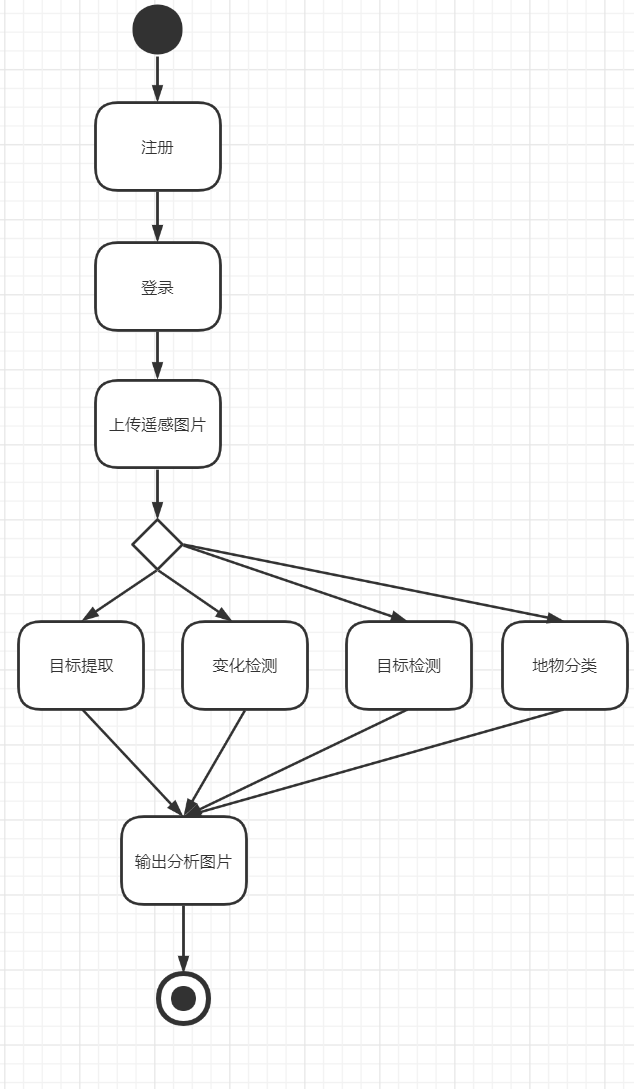 注册
登录
上传遥感图片
目标提取
变化检测
目标检测
地物分类
输出分析图片